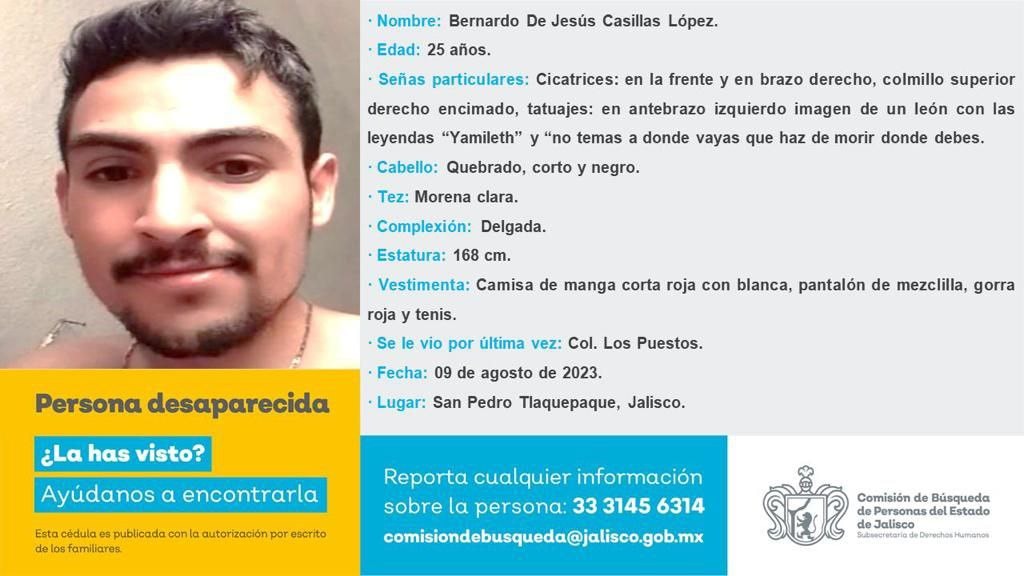 · Nombre: Bernardo De Jesús Casillas López.
· Edad: 25 años.
· Señas particulares: Cicatrices: en la frente y en brazo derecho, colmillo superior
derecho encimado, tatuajes: en antebrazo izquierdo imagen de un león con las
leyendas “Yamileth” y “no temas a donde vayas que haz de morir donde debes.
· Cabello: Quebrado, corto y negro.
· Tez: Morena clara.
· Complexión: Delgada.
· Estatura: 168 cm.
· Vestimenta: Camisa de manga corta roja con blanca, pantalón de mezclilla, gorra
roja y tenis.
· Se le vio por última vez: Col. Los Puestos.
· Fecha: 09 de agosto de 2023.
· Lugar: San Pedro Tlaquepaque, Jalisco.
Persona desaparecida
¿La has visto?
Ayúdanos a encontrarla
Esta cédula es publicada con la autorización por escrito
de los familiares.
Reporta cualquier información
sobre la persona: 33 3145 6314
comisiondebusqueda@jalisco.gob.mx
Comisión de Búsqueda
de Personas del Estado
de Jalisco
Subsecretaría de Derechos Humanos